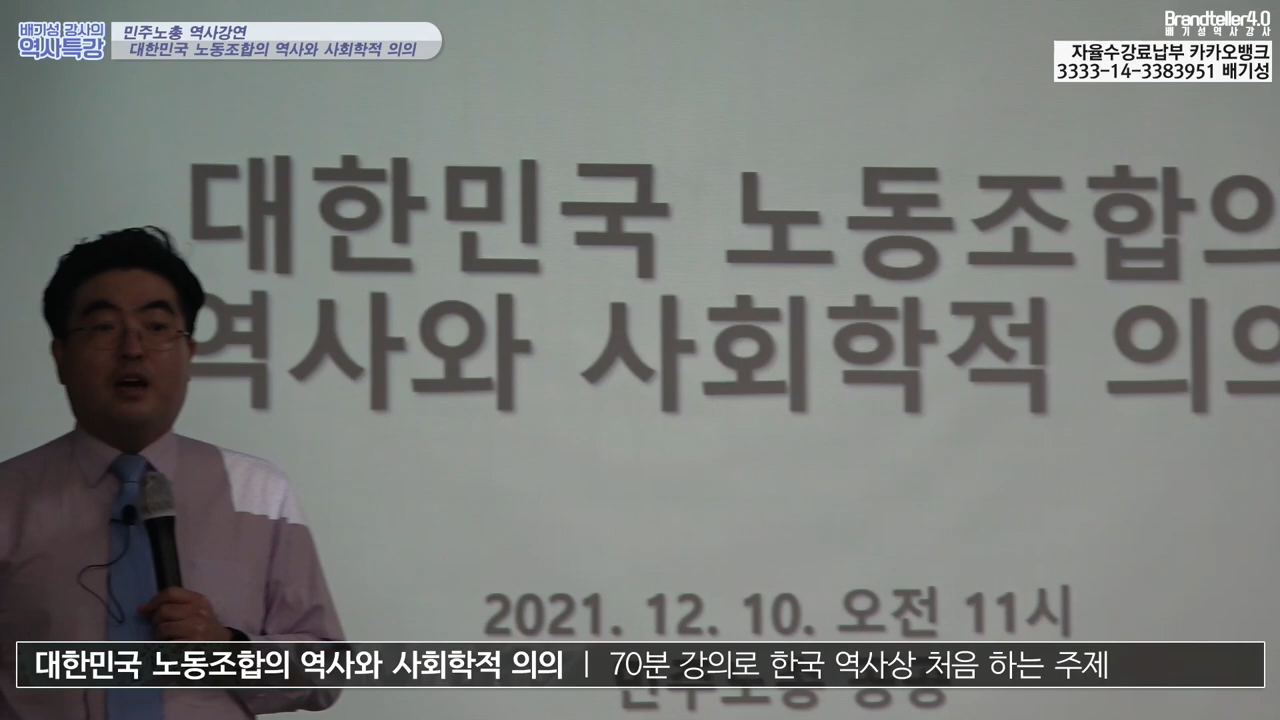 배기성 강사의
역사특강
민주노총 역사강연
대한민국 노동조합의 역사와 사회학적 의의
Brandteller4.0
배기성역사강사
자율수강료납부 카카오뱅크
3333-14-3383951 배기성
대한민국 노동조합의
역사와 사회학적 의의
2021. 12. 10. 오전 11시
대한민국 노동조합의 역사와 사회학적 의의 | 70분 강의로 한국 역사상 처음 하는 주제